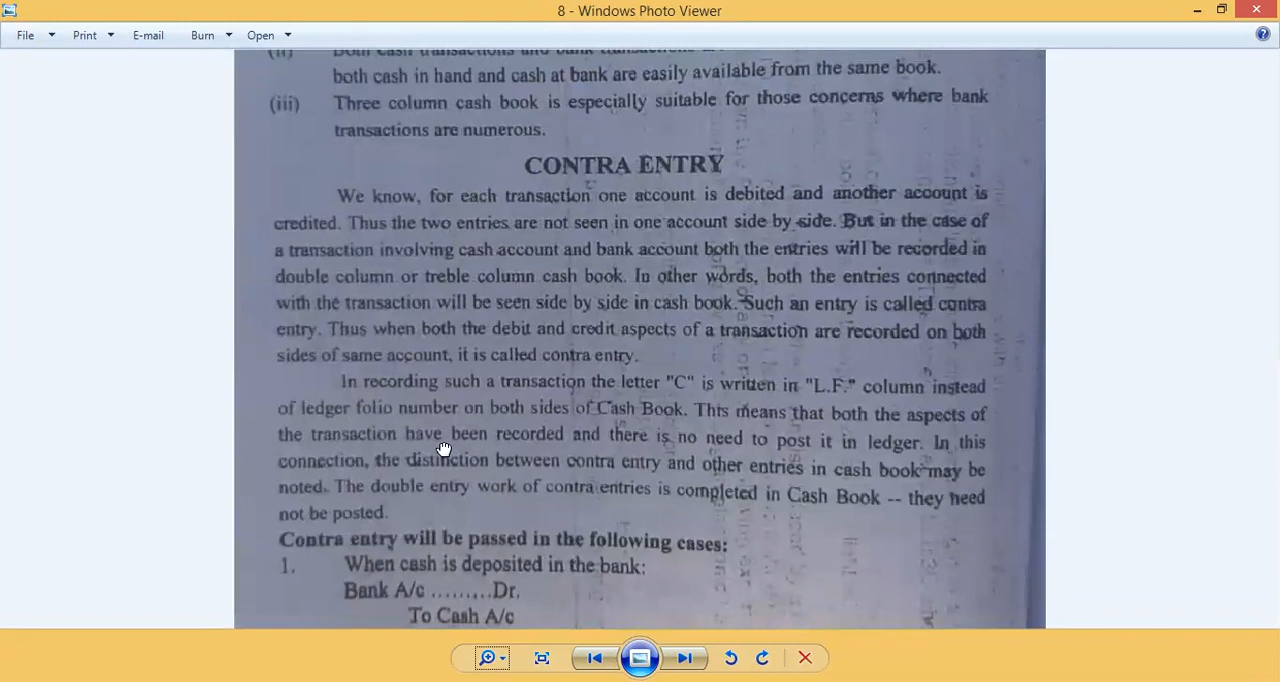 8 - Windows Photo Viewer
File Print E-mail Burn Open
(ii) Both cash transactions and bank transactions are
both cash in hand and cash at bank are easily available from the same book.
(iii) Three column cash book is especially suitable for those concerns where bank
transactions are numerous.
CONTRA ENTRY
We know, for each transaction one account is debited and another account is
credited. Thus the two entries are not seen in one account side by side. But in the case of
a transaction involving cash account and bank account both the entries will be recorded in
double column or treble column cash book. In other words, both the entries connected
with the transaction will be seen side by side in cash book. Such an entry is called contra
entry. Thus when both the debit and credit aspects of a transaction are recorded on both
sides of same account, it is called contra entry.
In recording such a transaction the letter "C" is written in "L.F." column instead
of ledger folio number on both sides of Cash Book. This means that both the aspects of
the transaction have been recorded and there is no need to post it in ledger. In this
connection, the distinction between contra entry and other entries in cash book may be
noted. The double entry work of contra entries is completed in Cash Book -- they need
not be posted.
Contra entry will be passed in the following cases:
1. When cash is deposited in the bank:
Bank A/c .........Dr.
To Cash A/c